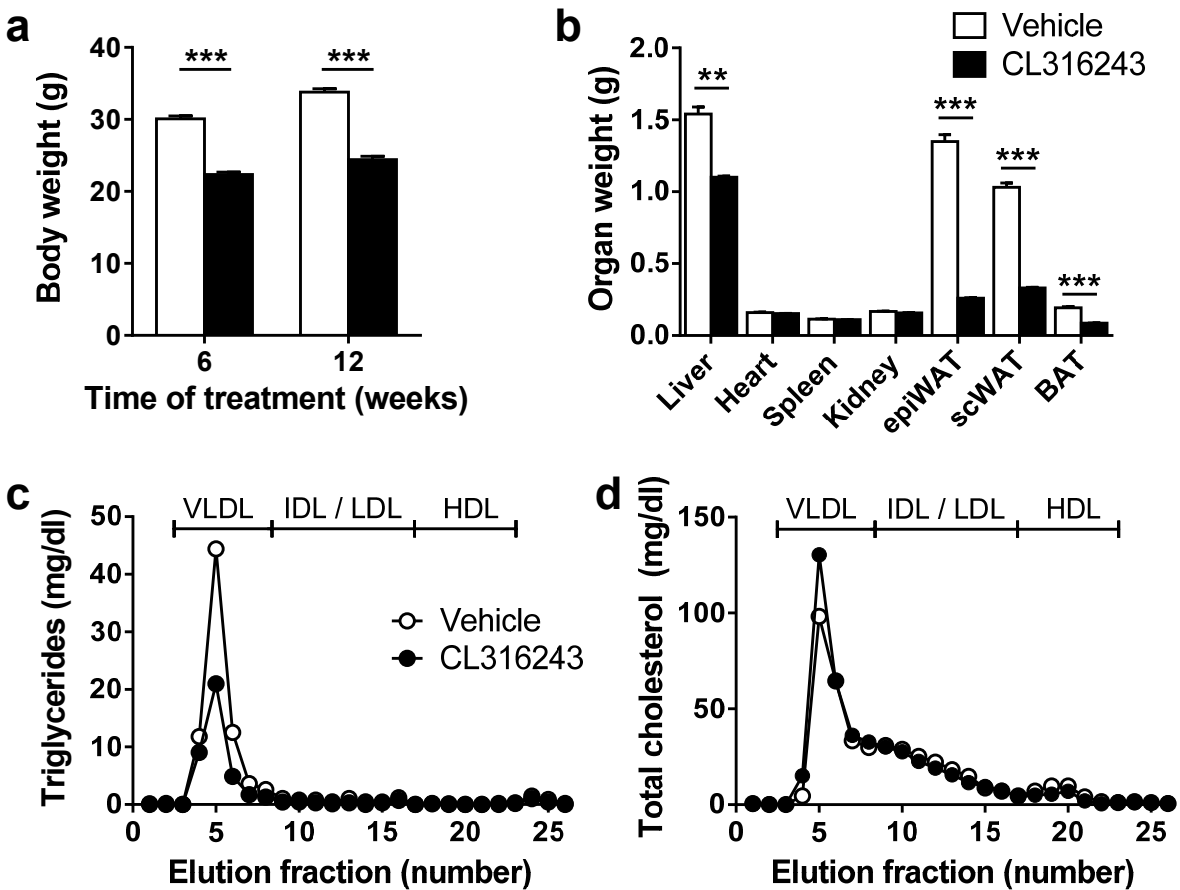 a
Body weight (g)
40
30
20
10
0
***
***
6
12
Time of treatment (weeks)
b
Vehicle
CL316243
Organ weight (g)
2.0
1.5
1.0
0.5
0.0
**
***
***
***
Liver
Heart
Spleen
Kidney
epiWAT
scWAT
BAT
c
VLDL
IDL / LDL
HDL
Triglycerides (mg/dl)
50
40
30
20
10
0
Vehicle
CL316243
0
5
10
15
20
25
Elution fraction (number)
d
VLDL
IDL / LDL
HDL
Total cholesterol (mg/dl)
150
100
50
0
0
5
10
15
20
25
Elution fraction (number)